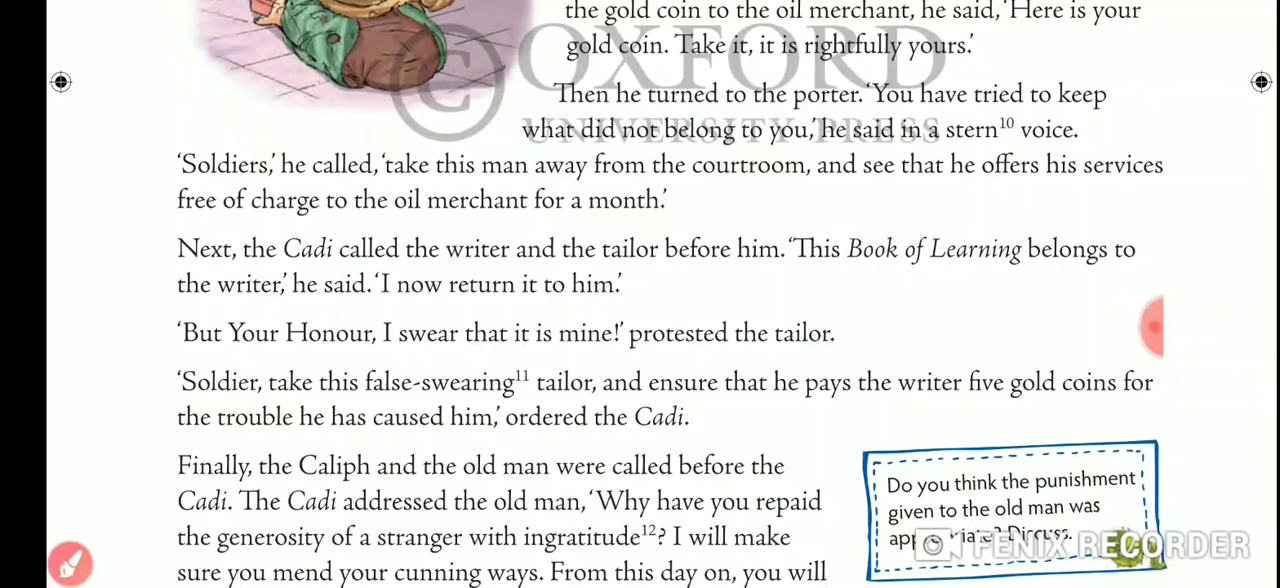 the gold coin to the oil merchant, he said, 'Here is your
gold coin. Take it, it is rightfully yours.'
© OXFORD
UNIVERSITY PRESS
Then he turned to the porter. 'You have tried to keep
what did not belong to you,' he said in a stern¹⁰ voice.
'Soldiers,' he called, 'take this man away from the courtroom, and see that he offers his services
free of charge to the oil merchant for a month.'
Next, the Cadi called the writer and the tailor before him. 'This Book of Learning belongs to
the writer,' he said. 'I now return it to him.'
'But Your Honour, I swear that it is mine!' protested the tailor.
'Soldier, take this false-swearing¹¹ tailor, and ensure that he pays the writer five gold coins for
the trouble he has caused him,' ordered the Cadi.
Finally, the Caliph and the old man were called before the
Cadi. The Cadi addressed the old man, 'Why have you repaid
the generosity of a stranger with ingratitude¹²? I will make
sure you mend your cunning ways. From this day on, you will
Do you think the punishment
given to the old man was
Discuss.
FENIX RECORDER